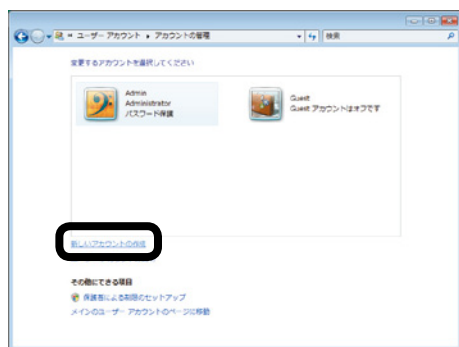 ユーザー アカウント ▸ アカウントの管理
検索
変更するアカウントを選択してください
Admin
Administrator
パスワード保護
Guest
Guest アカウントはオフです
新しいアカウントの作成
その他にできる項目
保護者による制限のセットアップ
メインのユーザー アカウントのページに移動